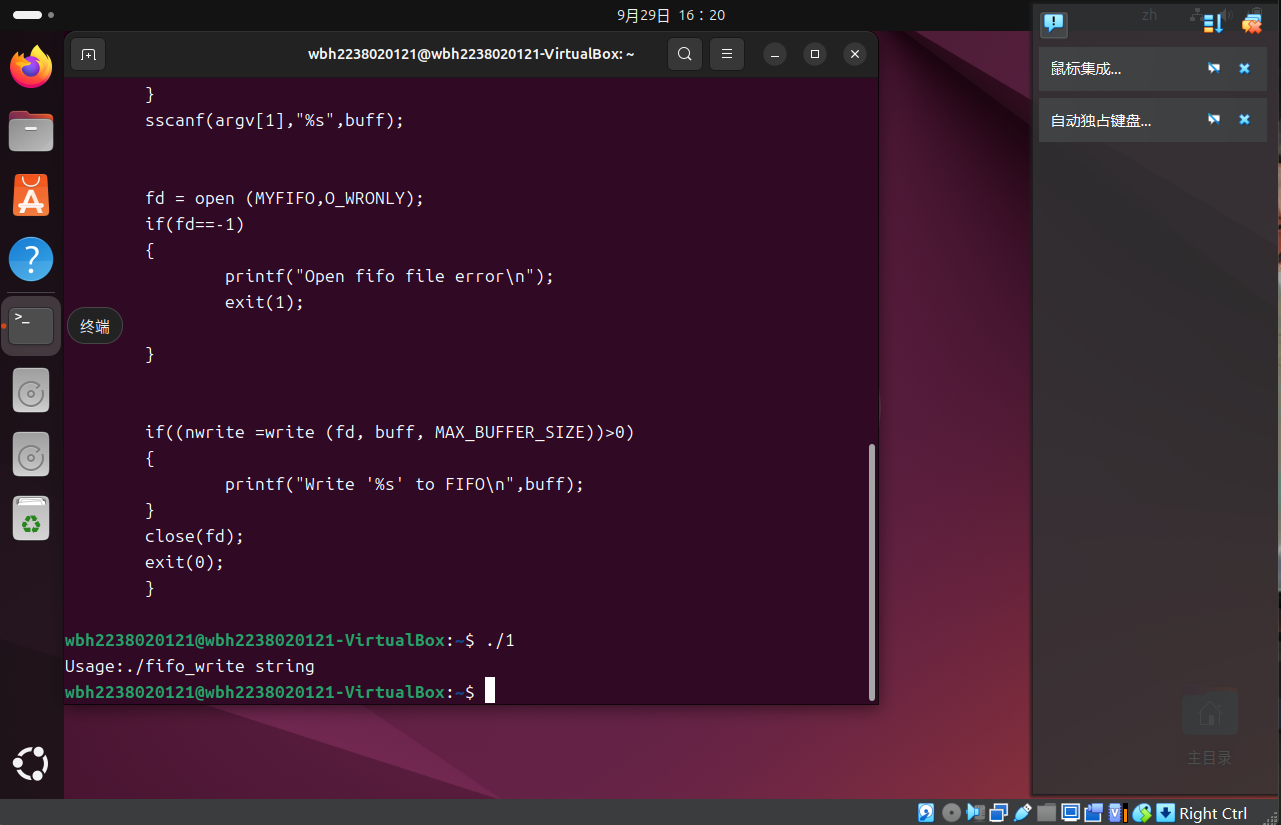 9月29日 16：20
zh
wbh2238020121@wbh2238020121-VirtualBox: ~
}
sscanf(argv[1],"%s",buff);
fd = open (MYFIFO,O_WRONLY);
if(fd==-1)
{
printf("Open fifo file error\n");
exit(1);
}
if((nwrite =write (fd, buff, MAX_BUFFER_SIZE))>0)
{
printf("Write '%s' to FIFO\n",buff);
}
close(fd);
exit(0);
}
wbh2238020121@wbh2238020121-VirtualBox:~$ ./1
Usage:./fifo_write string
wbh2238020121@wbh2238020121-VirtualBox:~$
终端
鼠标集成...
自动独占键盘...
主目录
Right Ctrl